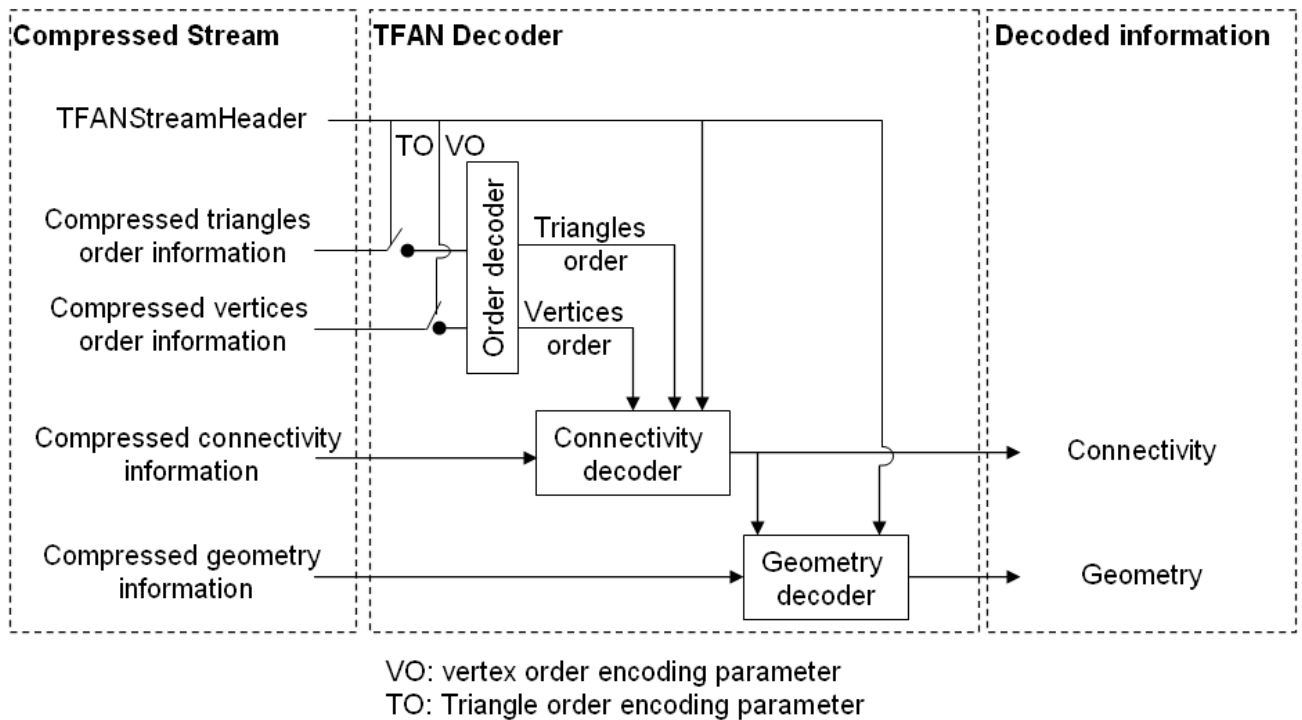 Compressed Stream
TFAN Decoder
Decoded information
TFANStreamHeader
TO
VO
Compressed triangles
order information
Order decoder
Triangles
order
Compressed vertices
order information
Vertices
order
Compressed connectivity
information
Connectivity
decoder
Connectivity
Compressed geometry
information
Geometry
decoder
Geometry
VO: vertex order encoding parameter
TO: Triangle order encoding parameter